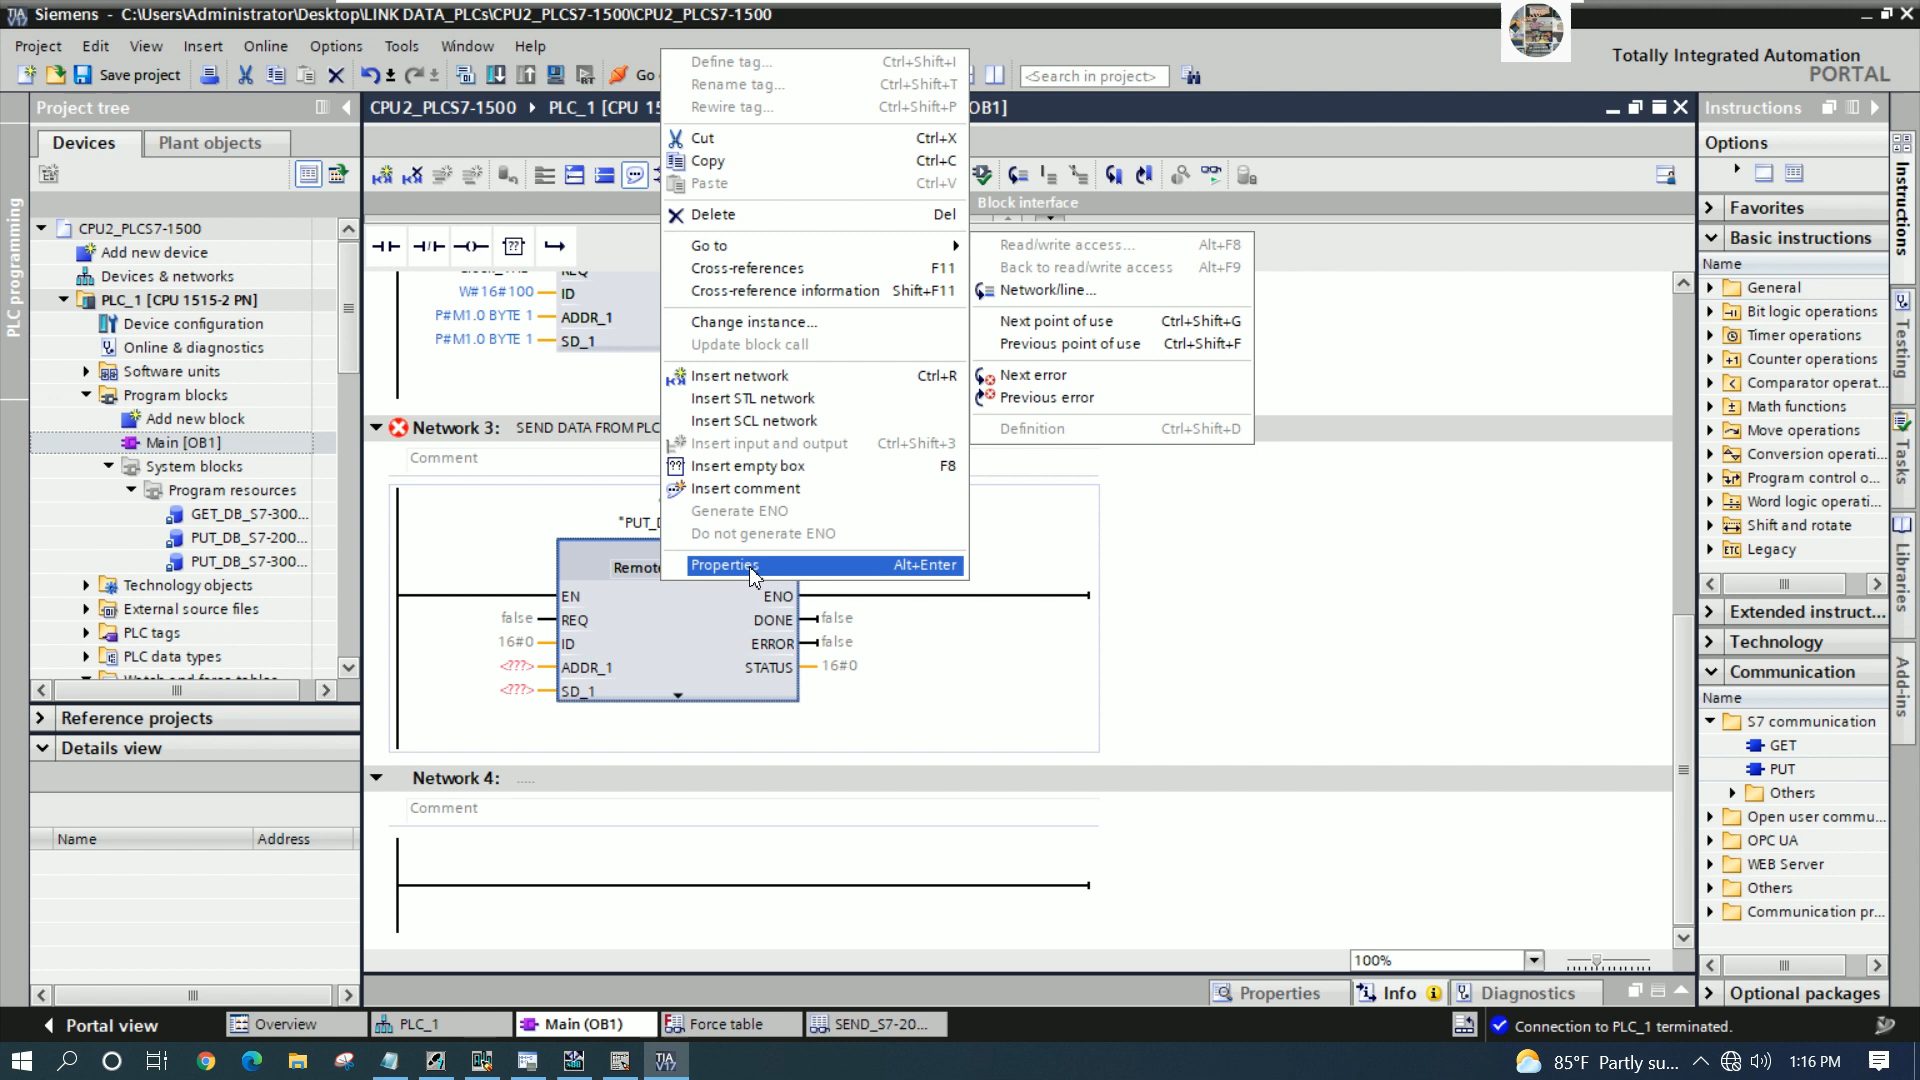 Siemens - C:\Users\Administrator\Desktop\LINK DATA_PLCs\CPU2_PLCS7-1500\CPU2_PLCS7-1500
Project Edit View Insert Online Options Tools Window Help
Totally Integrated Automation
PORTAL
Save project
Go
<Search in project>
Project tree
CPU2_PLCS7-1500 PLC_1 [CPU 15
OB1]
Instructions
Devices
Plant objects
Options
Block interface
PLC programming
CPU2_PLCS7-1500
Add new device
Devices & networks
PLC_1 [CPU 1515-2 PN]
Device configuration
Online & diagnostics
Software units
Program blocks
Add new block
Main [OB1]
System blocks
Program resources
GET_DB_S7-300...
PUT_DB_S7-200...
PUT_DB_S7-300...
Technology objects
External source files
PLC tags
PLC data types
Watch and force tables
Reference projects
Details view
Name
Address
REQ
W#16#100
ID
P#M1.0 BYTE 1
ADDR_1
P#M1.0 BYTE 1
SD_1
Network 3: SEND DATA FROM PLC
Comment
"PUT_D
Remote
EN
ENO
false
REQ
DONE
false
16#0
ID
ERROR
false
<???>
ADDR_1
STATUS
16#0
<???>
SD_1
Network 4: .....
Comment
Define tag... Ctrl+Shift+I
Rename tag... Ctrl+Shift+T
Rewire tag... Ctrl+Shift+P
Cut Ctrl+X
Copy Ctrl+C
Paste Ctrl+V
Delete Del
Go to
Cross-references F11
Cross-reference information Shift+F11
Change instance...
Update block call
Insert network Ctrl+R
Insert STL network
Insert SCL network
Insert input and output Ctrl+Shift+3
Insert empty box F8
Insert comment
Generate ENO
Do not generate ENO
Properties Alt+Enter
Read/write access... Alt+F8
Back to read/write access Alt+F9
Network/line...
Next point of use Ctrl+Shift+G
Previous point of use Ctrl+Shift+F
Next error
Previous error
Definition Ctrl+Shift+D
Favorites
Basic instructions
Name
General
Bit logic operations
Timer operations
Counter operations
Comparator operat...
Math functions
Move operations
Conversion operati...
Program control o...
Word logic operati...
Shift and rotate
Legacy
Extended instruct...
Technology
Communication
Name
S7 communication
GET
PUT
Others
Open user commu...
OPC UA
WEB Server
Others
Communication pr...
Optional packages
Instructions
Testing
Tasks
Libraries
Add-ins
100%
Properties
Info
Diagnostics
Portal view
Overview
PLC_1
Main (OB1)
Force table
SEND_S7-20...
Connection to PLC_1 terminated.
TIA
V17
85°F Partly su...
1:16 PM